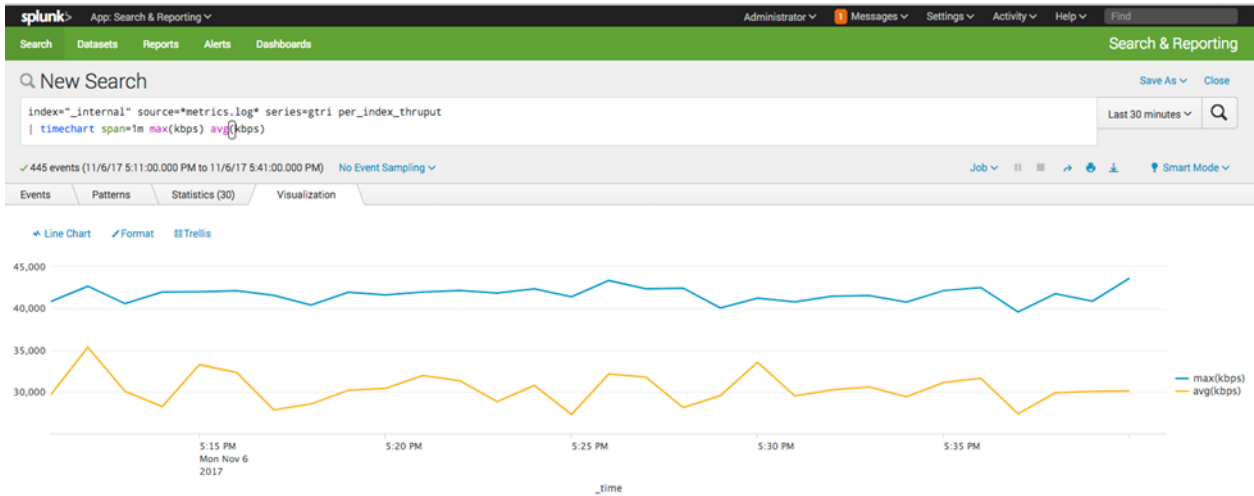 splunk> App: Search & Reporting Administrator 1 Messages Settings Activity Help Find
Search Datasets Reports Alerts Dashboards Search & Reporting
New Search Save As Close
index="_internal" source=*metrics.log* series=gtri per_index_thruput
| timechart span=1m max(kbps) avg(kbps)
Last 30 minutes
445 events (11/6/17 5:11:00.000 PM to 11/6/17 5:41:00.000 PM) No Event Sampling Job Smart Mode
Events Patterns Statistics (30) Visualization
Line Chart Format Trellis
45,000
40,000
35,000
30,000
max(kbps)
avg(kbps)
5:15 PM 5:20 PM 5:25 PM 5:30 PM 5:35 PM
Mon Nov 6
2017
_time